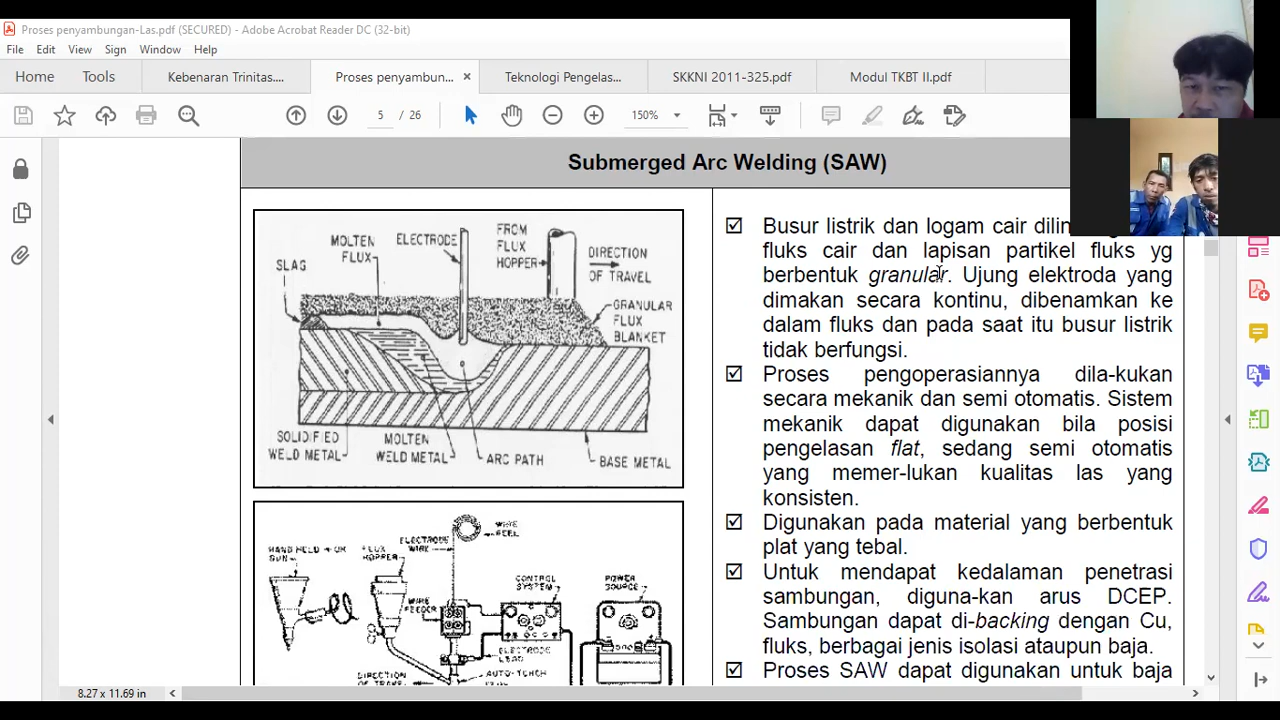 Proses penyambungan-Las.pdf (SECURED) - Adobe Acrobat Reader DC (32-bit)
File Edit View Sign Window Help
Home Tools Kebenaran Trinitas.... Proses penyambun... × Teknologi Pengelas... SKKNI 2011-325.pdf Modul TKBT II.pdf
5 / 26 150%
Submerged Arc Welding (SAW)
MOLTEN FLUX
ELECTRODE
FROM FLUX HOPPER
DIRECTION OF TRAVEL
SLAG
GRANULAR FLUX BLANKET
SOLIDIFIED WELD METAL
MOLTEN WELD METAL
ARC PATH
BASE METAL
WIRE REEL
ELECTRODE WIRE
HAND HELD
GUN
FLUX HOPPER
CONTROL SYSTEM
POWER SOURCE
WIRE FEEDER
ELECTRODE LEAD
DIRECTION
☑ Busur listrik dan logam cair
fluks cair dan lapisan partikel fluks yg
berbentuk granular. Ujung elektroda yang
dimakan secara kontinu, dibenamkan ke
dalam fluks dan pada saat itu busur listrik
tidak berfungsi.
☑ Proses pengoperasiannya dila-kukan
secara mekanik dan semi otomatis. Sistem
mekanik dapat digunakan bila posisi
pengelasan flat, sedang semi otomatis
yang memer-lukan kualitas las yang
konsisten.
☑ Digunakan pada material yang berbentuk
plat yang tebal.
☑ Untuk mendapat kedalaman penetrasi
sambungan, diguna-kan arus DCEP.
Sambungan dapat di-backing dengan Cu,
fluks, berbagai jenis isolasi ataupun baja.
☑ Proses SAW dapat digunakan untuk baja
8.27 x 11.69 in